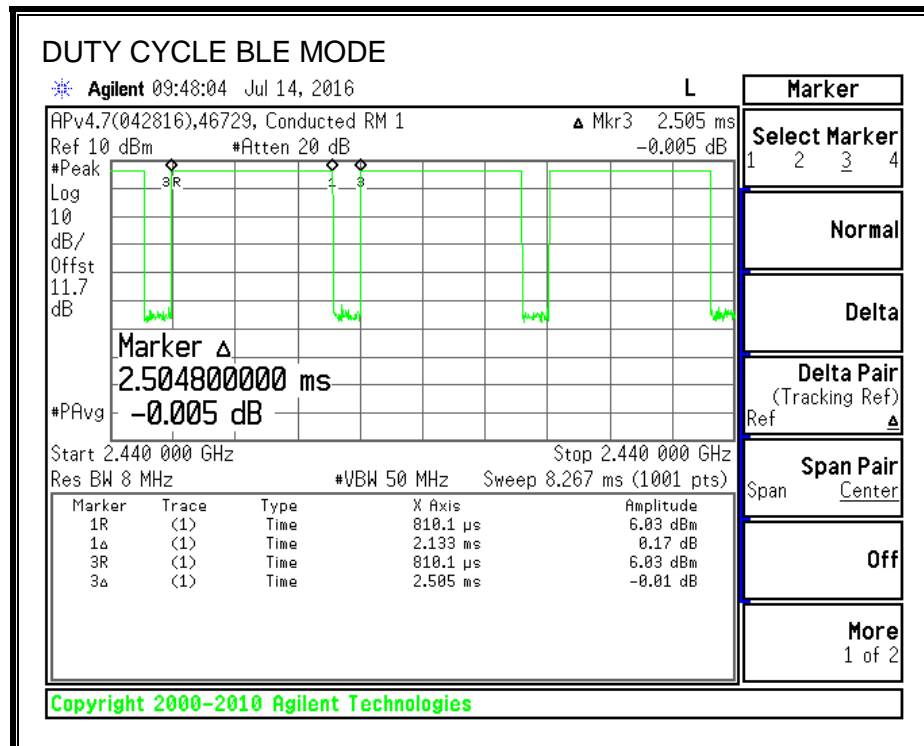 DUTY CYCLE BLE MODE
Agilent 09:48:04 Jul 14, 2016 L
APv4.7(042816),46729, Conducted RM 1 Δ Mkr3 2.505 ms
Ref 10 dBm #Atten 20 dB -0.005 dB
#Peak
Log
10
dB/
Offst
11.7
dB
#PAvg
3R 1 3
Marker Δ
2.504800000 ms
-0.005 dB
Start 2.440 000 GHz Stop 2.440 000 GHz
Res BW 8 MHz #VBW 50 MHz Sweep 8.267 ms (1001 pts)
Marker Trace Type X Axis Amplitude
1R (1) Time 810.1 µs 6.03 dBm
1Δ (1) Time 2.133 ms 0.17 dB
3R (1) Time 810.1 µs 6.03 dBm
3Δ (1) Time 2.505 ms -0.01 dB
Marker
Select Marker
1 2 3 4
Normal
Delta
Delta Pair
(Tracking Ref)
Ref Δ
Span Pair
Span Center
Off
More
1 of 2
Copyright 2000-2010 Agilent Technologies